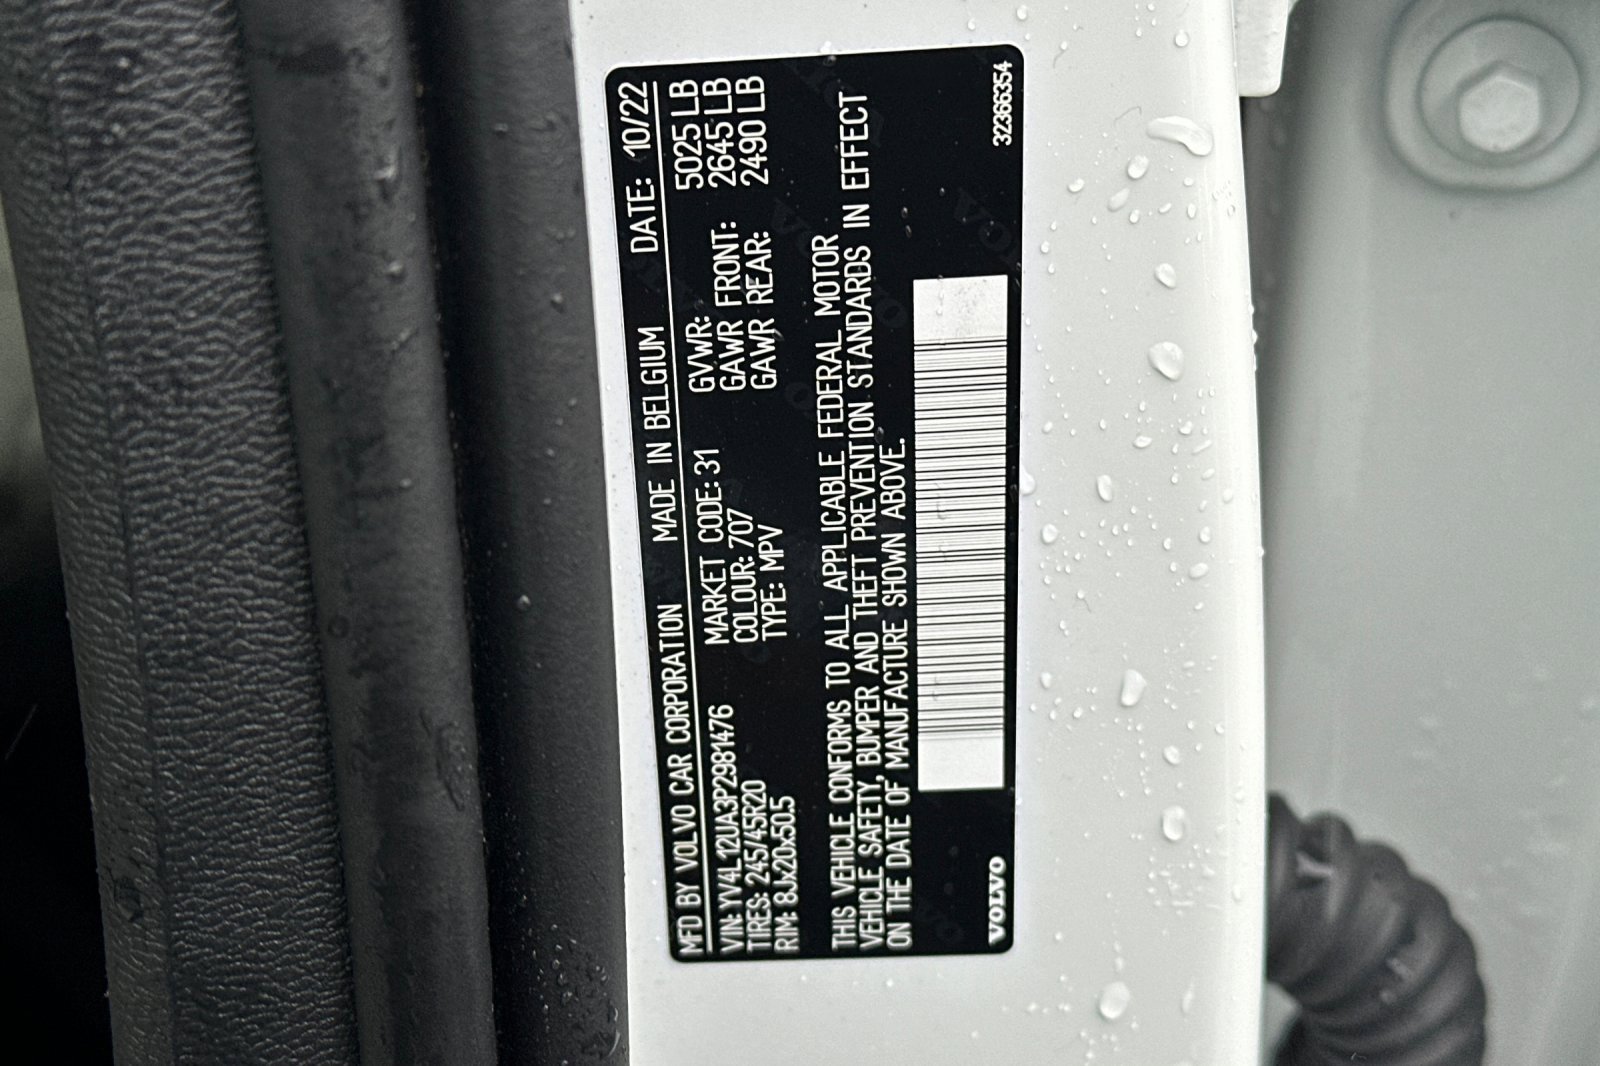 MFD BY VOLVO CAR CORPORATION MADE IN BELGIUM DATE: 10/22
VIN: YV4L12UA3P2981476 MARKET CODE: 31 GVWR: 5025 LB
TIRES: 245/45R20 COLOUR: 707 GAWR FRONT: 2645 LB
RIM: 8Jx20x50.5 TYPE: MPV GAWR REAR: 2490 LB
THIS VEHICLE CONFORMS TO ALL APPLICABLE FEDERAL MOTOR
VEHICLE SAFETY, BUMPER AND THEFT PREVENTION STANDARDS IN EFFECT
ON THE DATE OF MANUFACTURE SHOWN ABOVE.
VOLVO 32366354